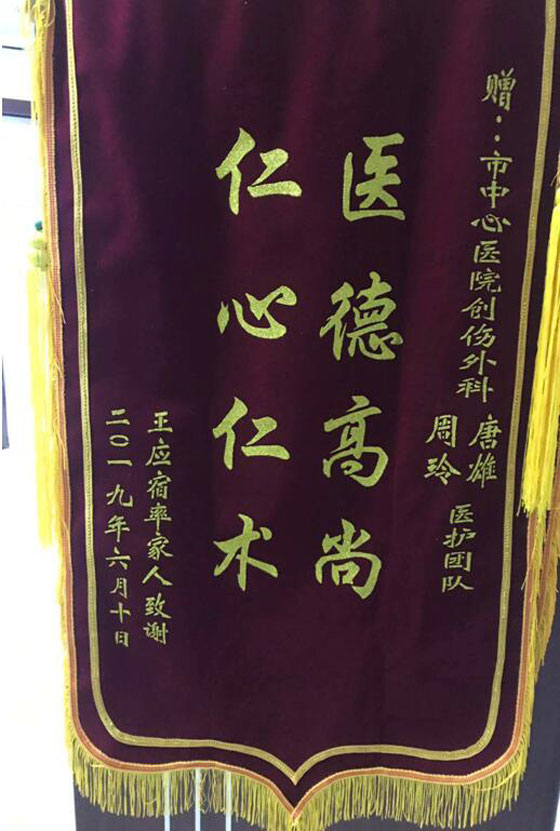 赠：市中心医院创伤外科 唐雄 周玲 医护团队
医德高尚
仁心仁术
王应宿率家人致谢
二〇一九年六月十日